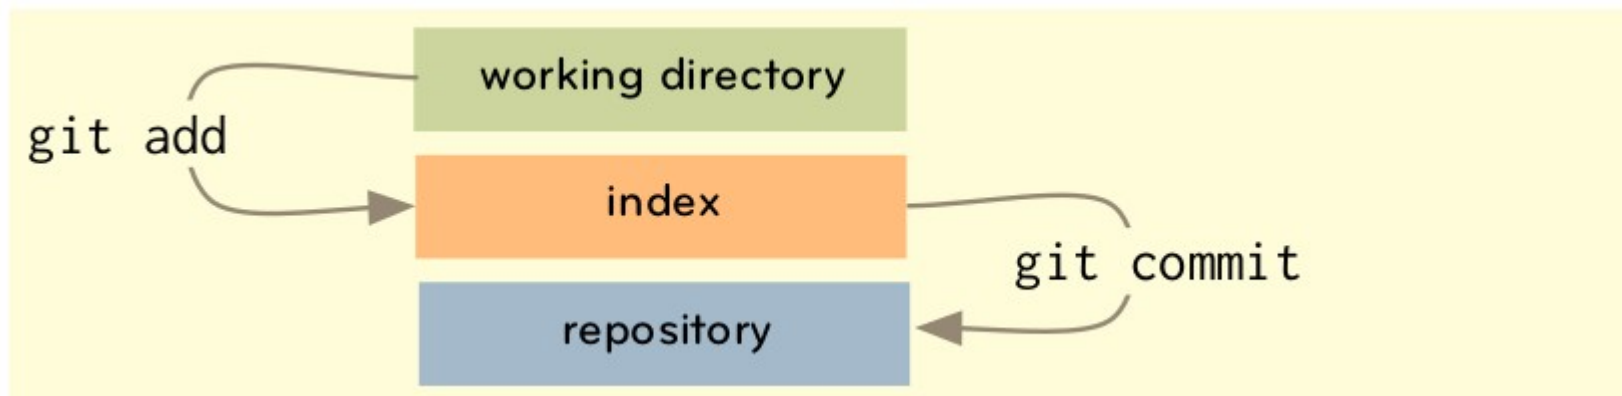 working directory
git add
index
git commit
repository